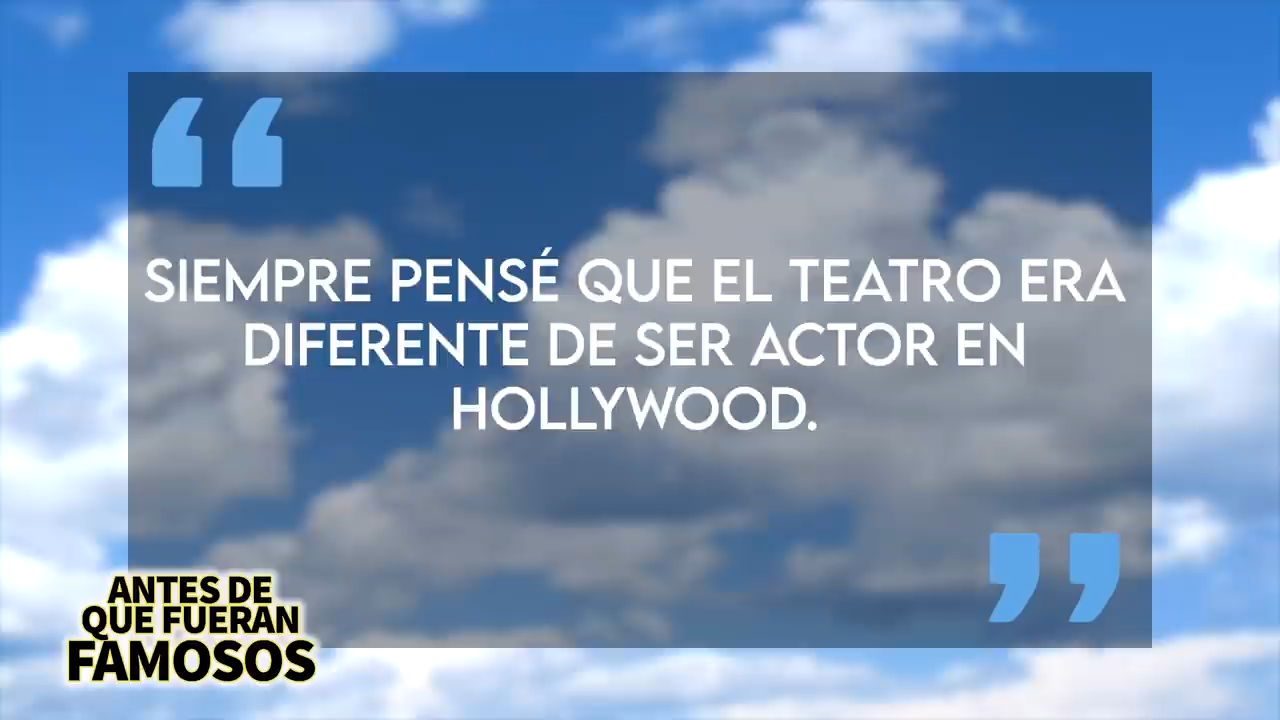 SIEMPRE PENSÉ QUE EL TEATRO ERA
DIFERENTE DE SER ACTOR EN
HOLLYWOOD.
ANTES DE
QUE FUERAN
FAMOSOS